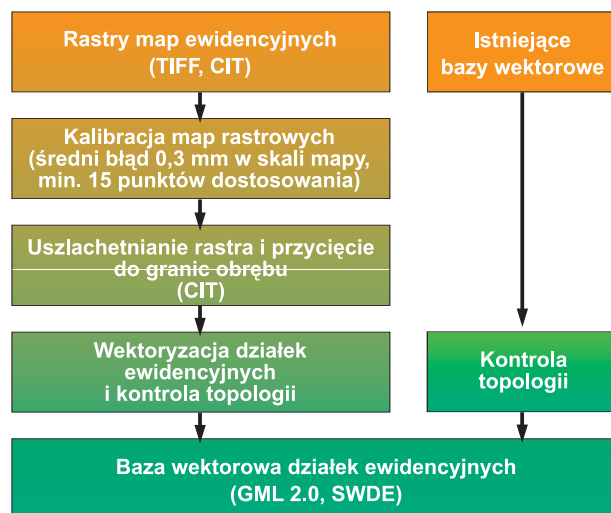 Rastry map ewidencyjnych
(TIFF, CIT)
Istniejące
bazy wektorowe
Kalibracja map rastrowych
(średni błąd 0,3 mm w skali mapy,
min. 15 punktów dostosowania)
Uszlachetnianie rastra i przycięcie
do granic obrębu
(CIT)
Wektoryzacja działek
ewidencyjnych
i kontrola topologii
Kontrola
topologii
Baza wektorowa działek ewidencyjnych
(GML 2.0, SWDE)